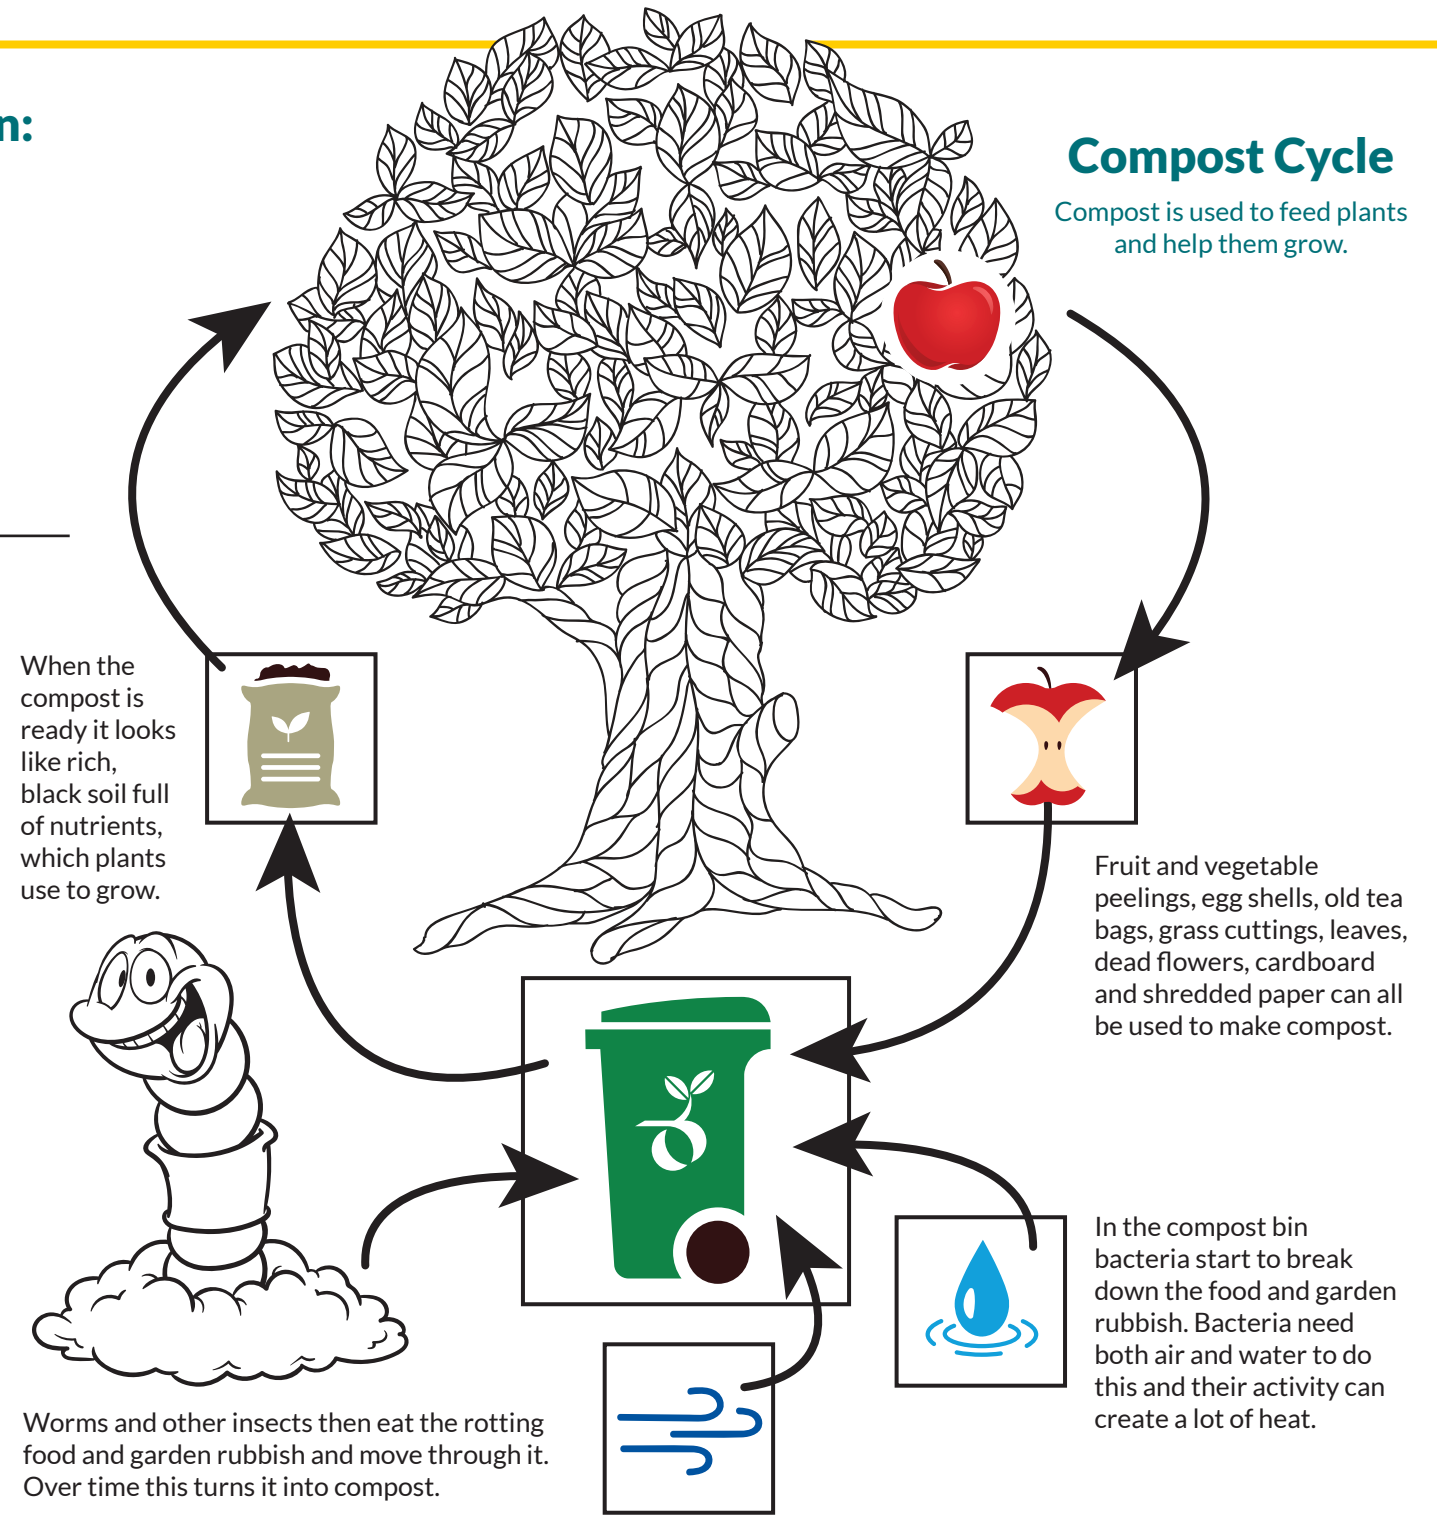 n:
Compost Cycle
Compost is used to feed plants
and help them grow.
When the
compost is
ready it looks
like rich,
black soil full
of nutrients,
which plants
use to grow.
Fruit and vegetable
peelings, egg shells, old tea
bags, grass cuttings, leaves,
dead flowers, cardboard
and shredded paper can all
be used to make compost.
In the compost bin
bacteria start to break
down the food and garden
rubbish. Bacteria need
both air and water to do
this and their activity can
create a lot of heat.
Worms and other insects then eat the rotting
food and garden rubbish and move through it.
Over time this turns it into compost.